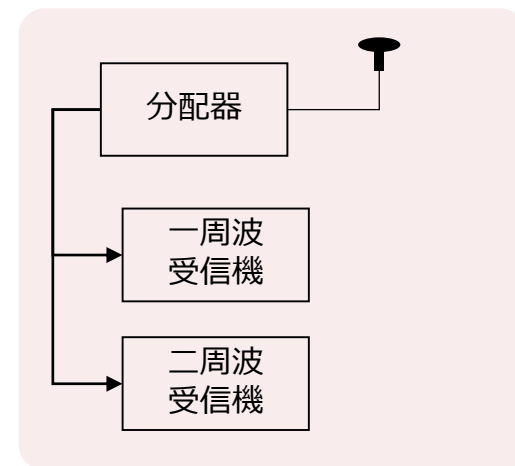 分配器
一周波
受信機
二周波
受信機